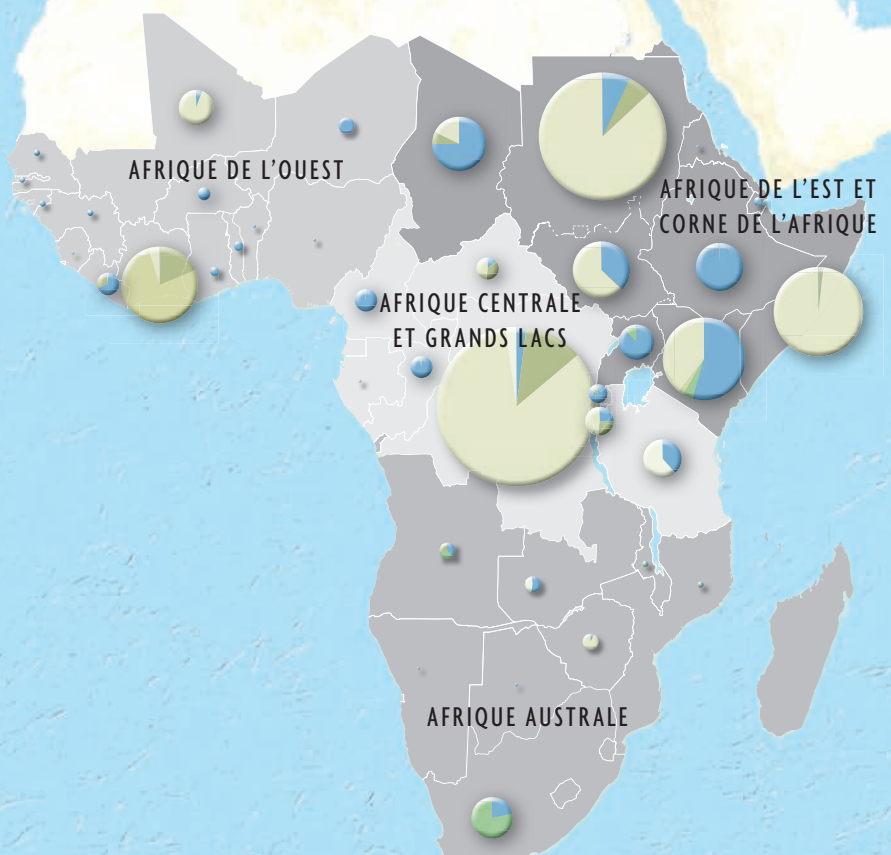 AFRIQUE DE L'OUEST
AFRIQUE DE L'EST ET
CORNE DE L'AFRIQUE
AFRIQUE CENTRALE
ET GRANDS LACS
AFRIQUE AUSTRALE